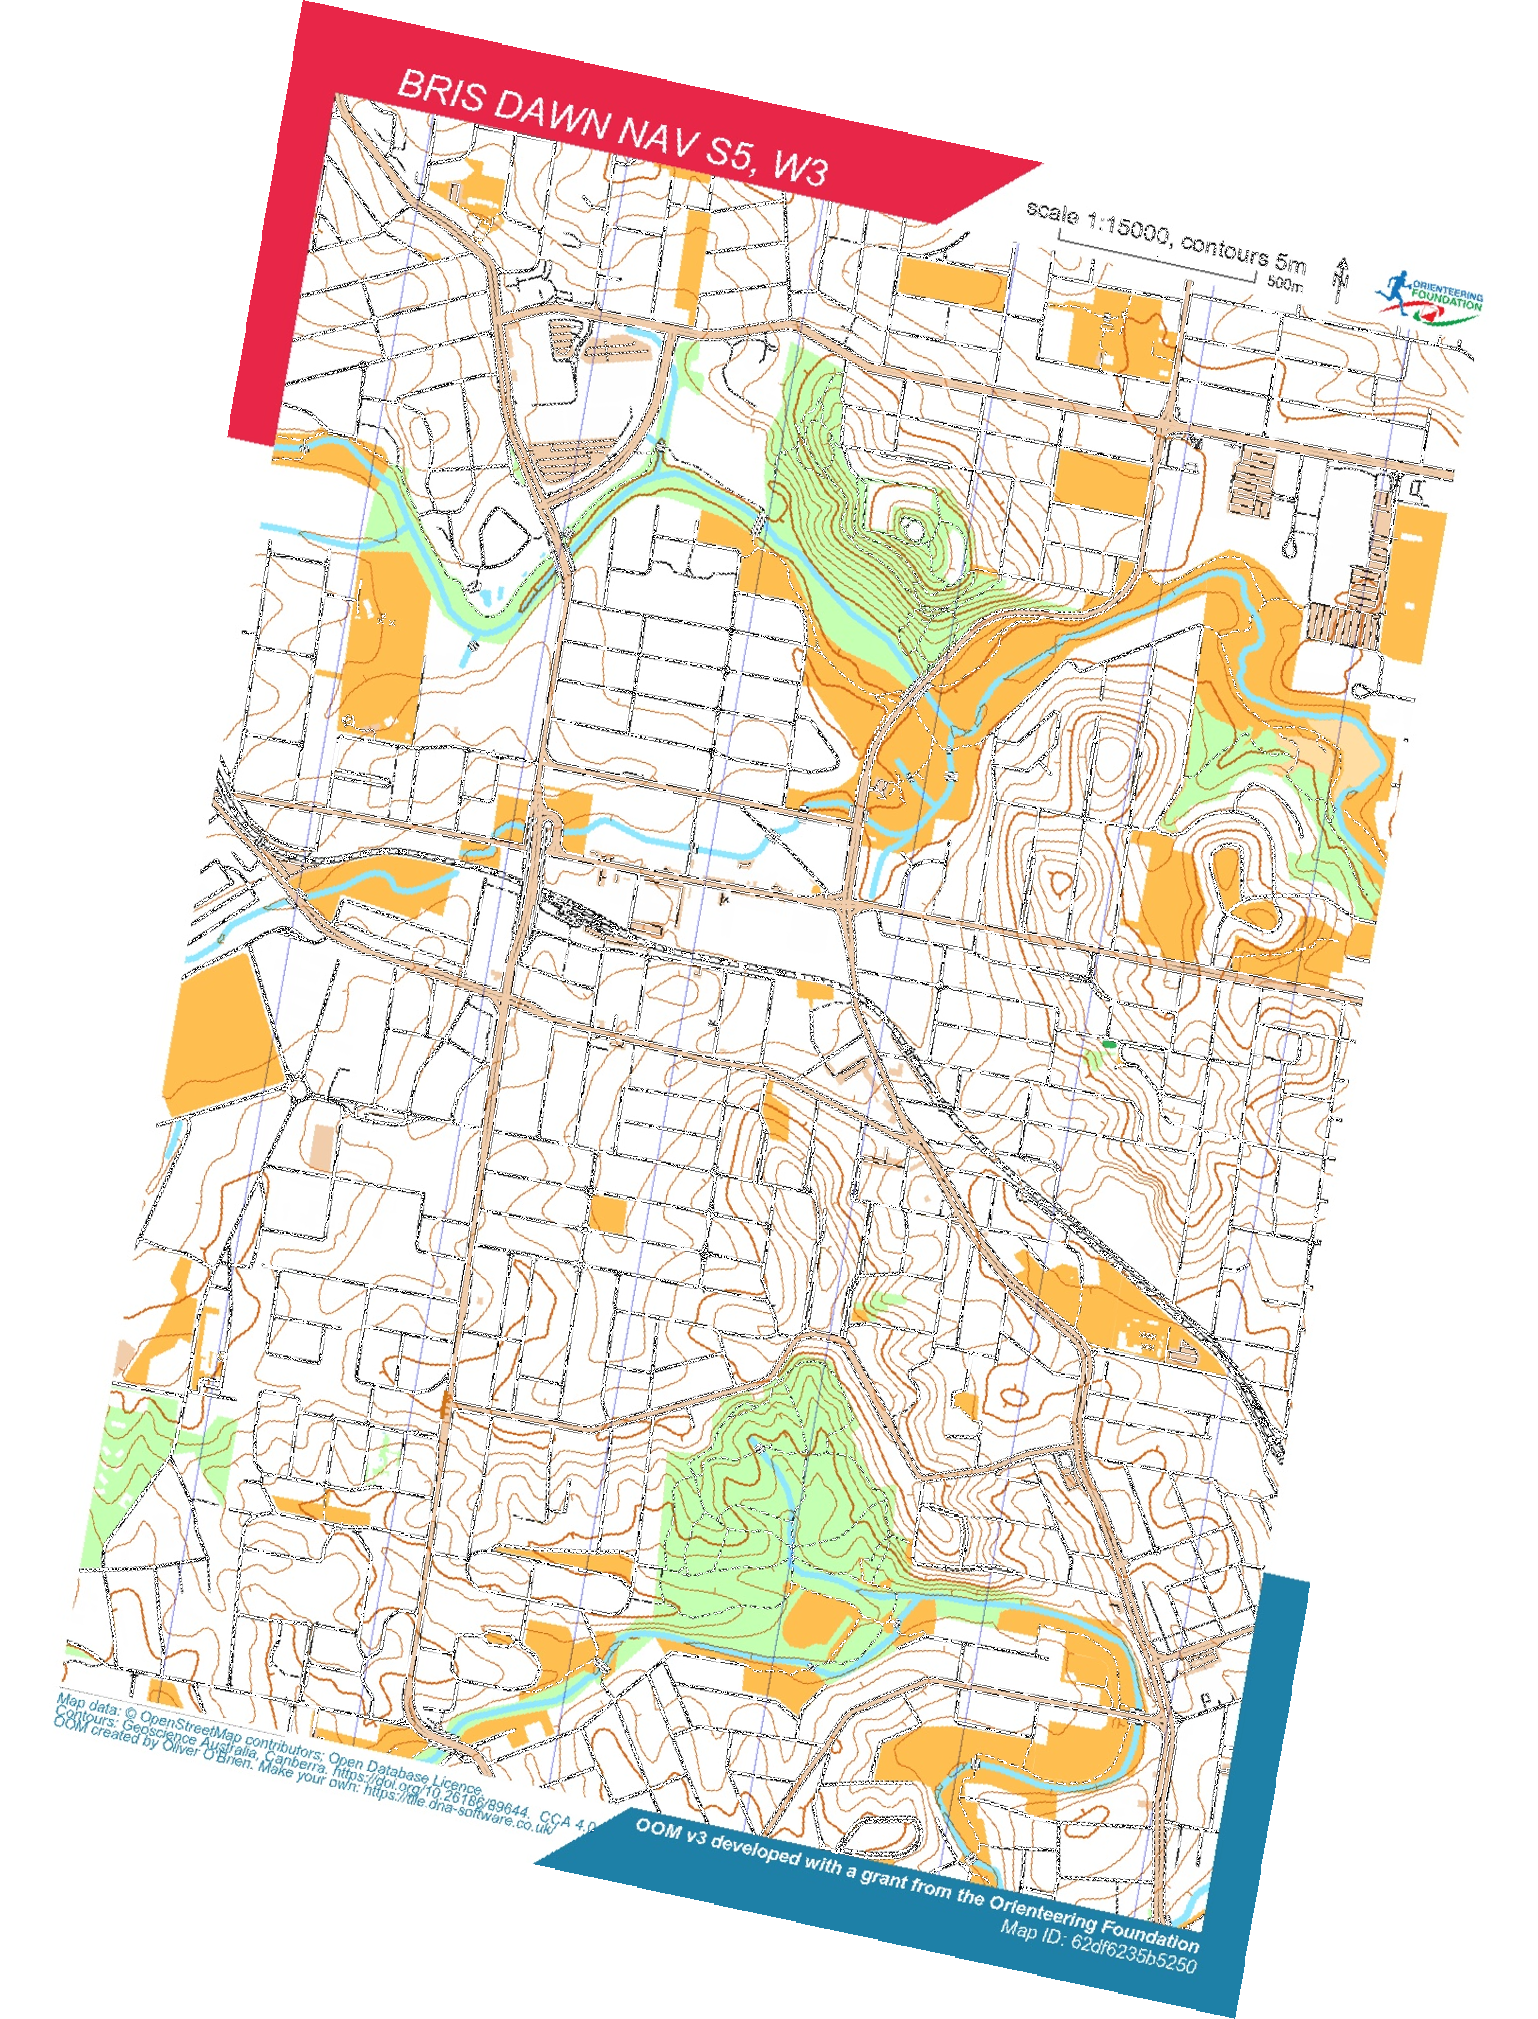 BRIS DAWN NAV S5, W3
scale 1:15000, contours 5m
500m
ORIENTEERING
FOUNDATION
Map data: © OpenStreetMap contributors; Open Database Licence.
Contours: Geoscience Australia, Canberra. https://doi.org/10.26186/89644. CCA 4.0
OOM created by Oliver O'Brien. Make your own: https://tile.dna-software.co.uk/
OOM v3 developed with a grant from the Orienteering Foundation
Map ID: 62df6235b5250